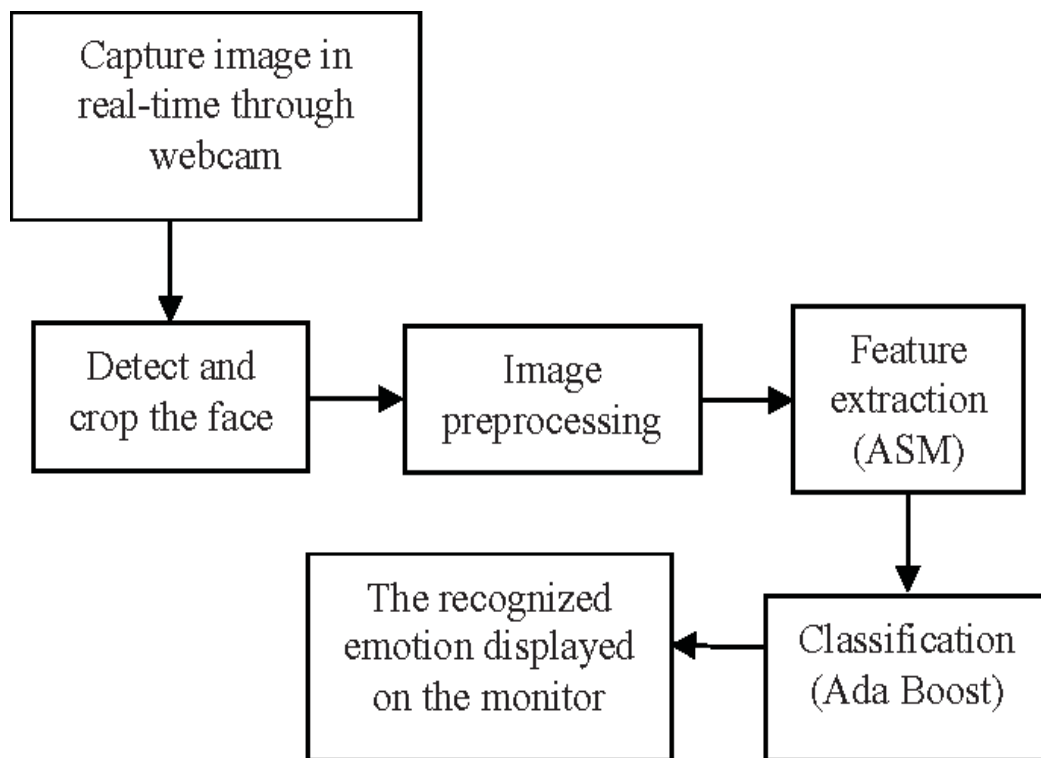 Capture image in
real-time through
webcam
Detect and
crop the face
Image
preprocessing
Feature
extraction
(ASM)
Classification
(Ada Boost)
The recognized
emotion displayed
on the monitor